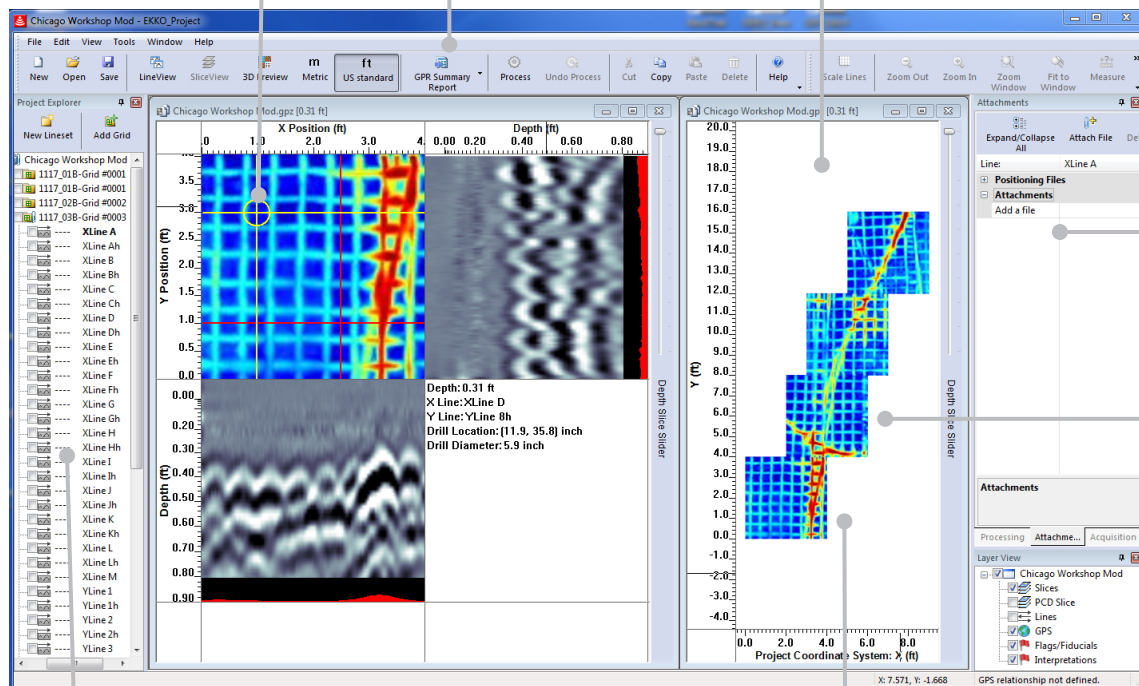 Chicago Workshop Mod - EKKO_Project
File Edit View Tools Window Help
New Open Save LineView SliceView 3D Preview m Metric ft US standard GPR Summary Report Process Undo Process Cut Copy Paste Delete Help Scale Lines Zoom Out Zoom In Zoom Window Fit to Window Measure
Project Explorer
New Lineset Add Grid
Chicago Workshop Mod
1117_01B-Grid #0001
1117_01B-Grid #0001
1117_02B-Grid #0002
1117_03B-Grid #0003
XLine A
XLine Ah
XLine B
XLine Bh
XLine C
XLine Ch
XLine D
XLine Dh
XLine E
XLine Eh
XLine F
XLine Fh
XLine G
XLine Gh
XLine H
XLine Hh
XLine I
XLine Ih
XLine J
XLine Jh
XLine K
XLine Kh
XLine L
XLine Lh
XLine M
YLine 1
YLine 1h
YLine 2
YLine 2h
YLine 3
Chicago Workshop Mod.gpz [0.31 ft]
X Position (ft)
.0 1.0 2.0 3.0 4.
Depth (ft)
0.00 0.20 0.40 0.60 0.80
Y Position (ft)
3.5
3.0
2.5
2.0
1.5
1.0
0.5
0.0
Depth (ft)
0.00
0.20
0.30
0.40
0.50
0.60
0.70
0.80
0.90
Depth: 0.31 ft
X Line: XLine D
Y Line: YLine 8h
Drill Location: (11.9, 35.8) inch
Drill Diameter: 5.9 inch
Depth Slice Slider
Chicago Workshop Mod.gp [0.31 ft]
Y (ft)
20.0
19.0
18.0
17.0
16.0
15.0
14.0
13.0
12.0
11.0
10.0
9.0
8.0
7.0
6.0
5.0
4.0
3.0
2.0
1.0
0.0
-1.0
-2.0
-3.0
-4.0
0.0 2.0 4.0 6.0 8.0
Project Coordinate System: X (ft)
Depth Slice Slider
Attachments
Expand/Collapse All Attach File De
Line: XLine A
Positioning Files
Attachments
Add a file
Attachments
Processing Attachme... Acquisition
Layer View
Chicago Workshop Mod
Slices
PCD Slice
Lines
GPS
Flags/Fiducials
Interpretations
X: 7.571, Y: -1.668 GPS relationship not defined.